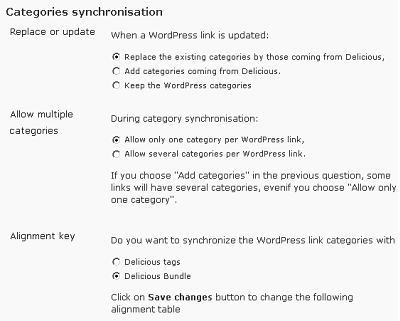 Categories synchronisation
Replace or update
When a WordPress link is updated:
Replace the existing categories by those coming from Delicious,
Add categories coming from Delicious.
Keep the WordPress categories
Allow multiple
categories
During category synchronisation:
Allow only one category per WordPress link,
Allow several categories per WordPress link.
If you choose "Add categories" in the previous question, some
links will have several categories, evenif you choose "Allow only
one category".
Alignment key
Do you want to synchronize the WordPress link categories with
Delicious tags
Delicious Bundle
Click on Save changes button to change the following
alignment table